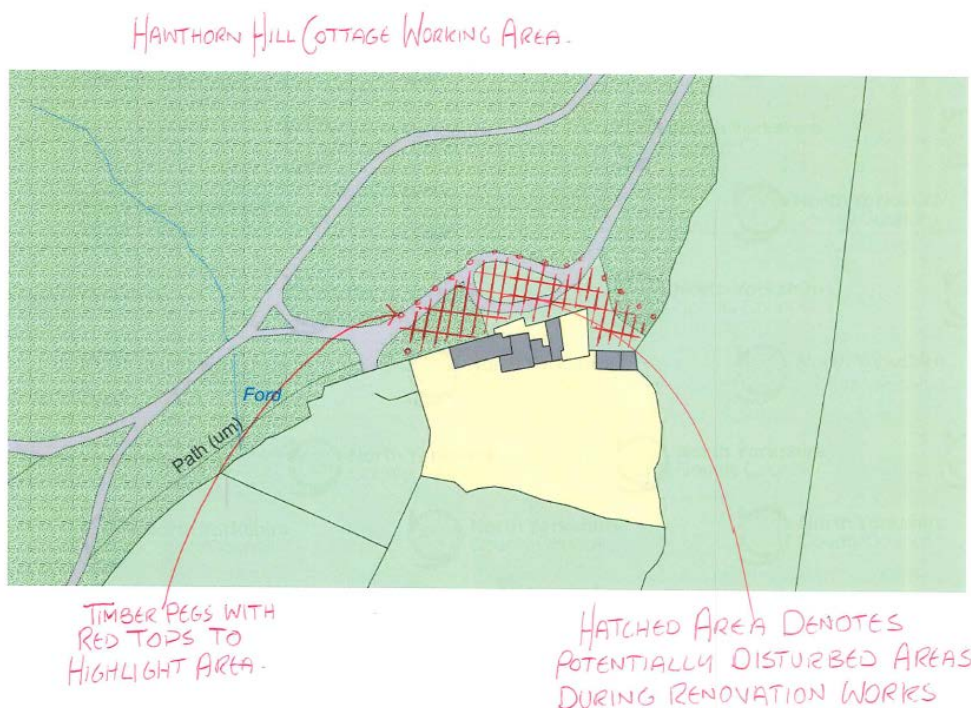 HAWTHORN HILL COTTAGE WORKING AREA.
Ford
Path (um)
TIMBER PEGS WITH
RED TOPS TO
HIGHLIGHT AREA.
HATCHED AREA DENOTES
POTENTIALLY DISTURBED AREAS
DURING RENOVATION WORKS